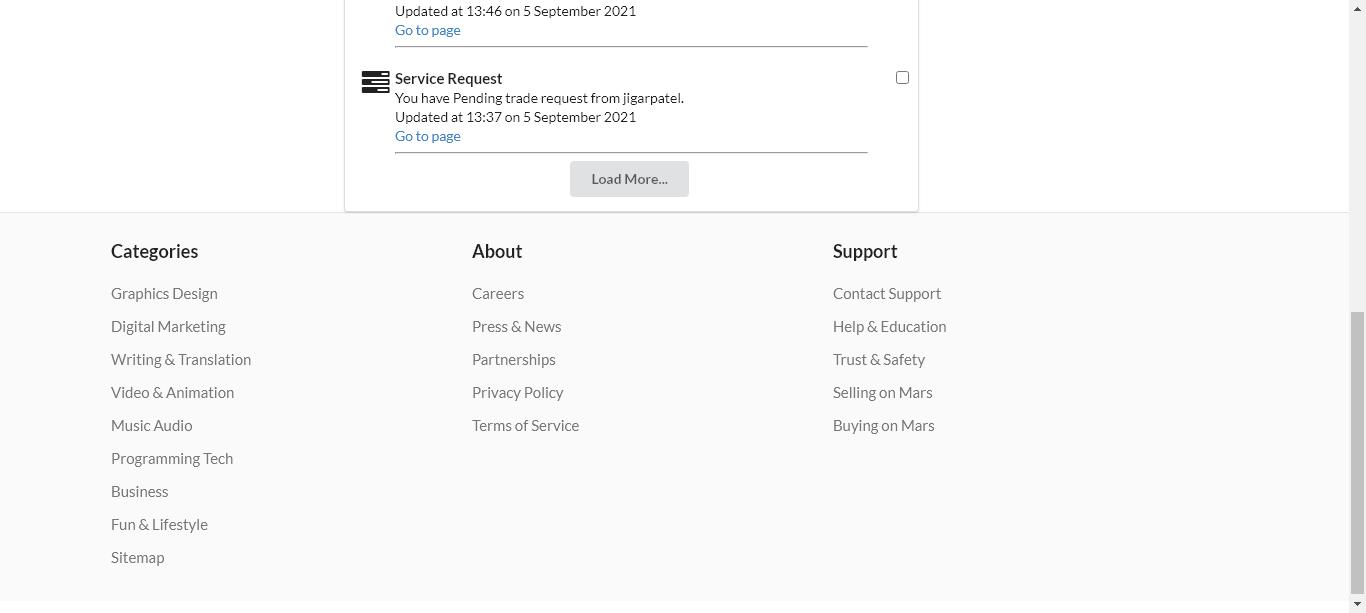 Updated at 13:46 on 5 September 2021
Go to page
Service Request
You have Pending trade request from jigarpatel.
Updated at 13:37 on 5 September 2021
Go to page
Load More...
Categories
Graphics Design
Digital Marketing
Writing & Translation
Video & Animation
Music Audio
Programming Tech
Business
Fun & Lifestyle
Sitemap
About
Careers
Press & News
Partnerships
Privacy Policy
Terms of Service
Support
Contact Support
Help & Education
Trust & Safety
Selling on Mars
Buying on Mars